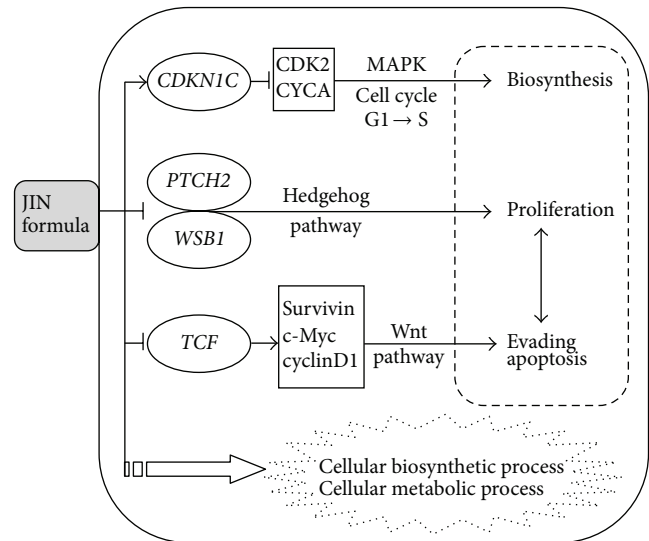 JIN
formula
CDKN1C
CDK2
CYCA
MAPK
Cell cycle
G1 → S
Biosynthesis
PTCH2
WSB1
Hedgehog
pathway
Proliferation
TCF
Survivin
c-Myc
cyclinD1
Wnt
pathway
Evading
apoptosis
Cellular biosynthetic process
Cellular metabolic process